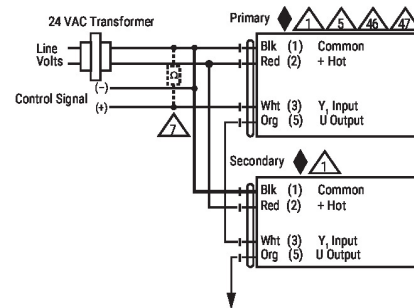 24 VAC Transformer
Primary 1 5 46 47
Line Volts
Blk (1) Common
Red (2) + Hot
Control Signal (-)
(+)
Ω
7
Wht (3) Y₁ Input
Org (5) U Output
Secondary 1
Blk (1) Common
Red (2) + Hot
Wht (3) Y₁ Input
Org (5) U Output